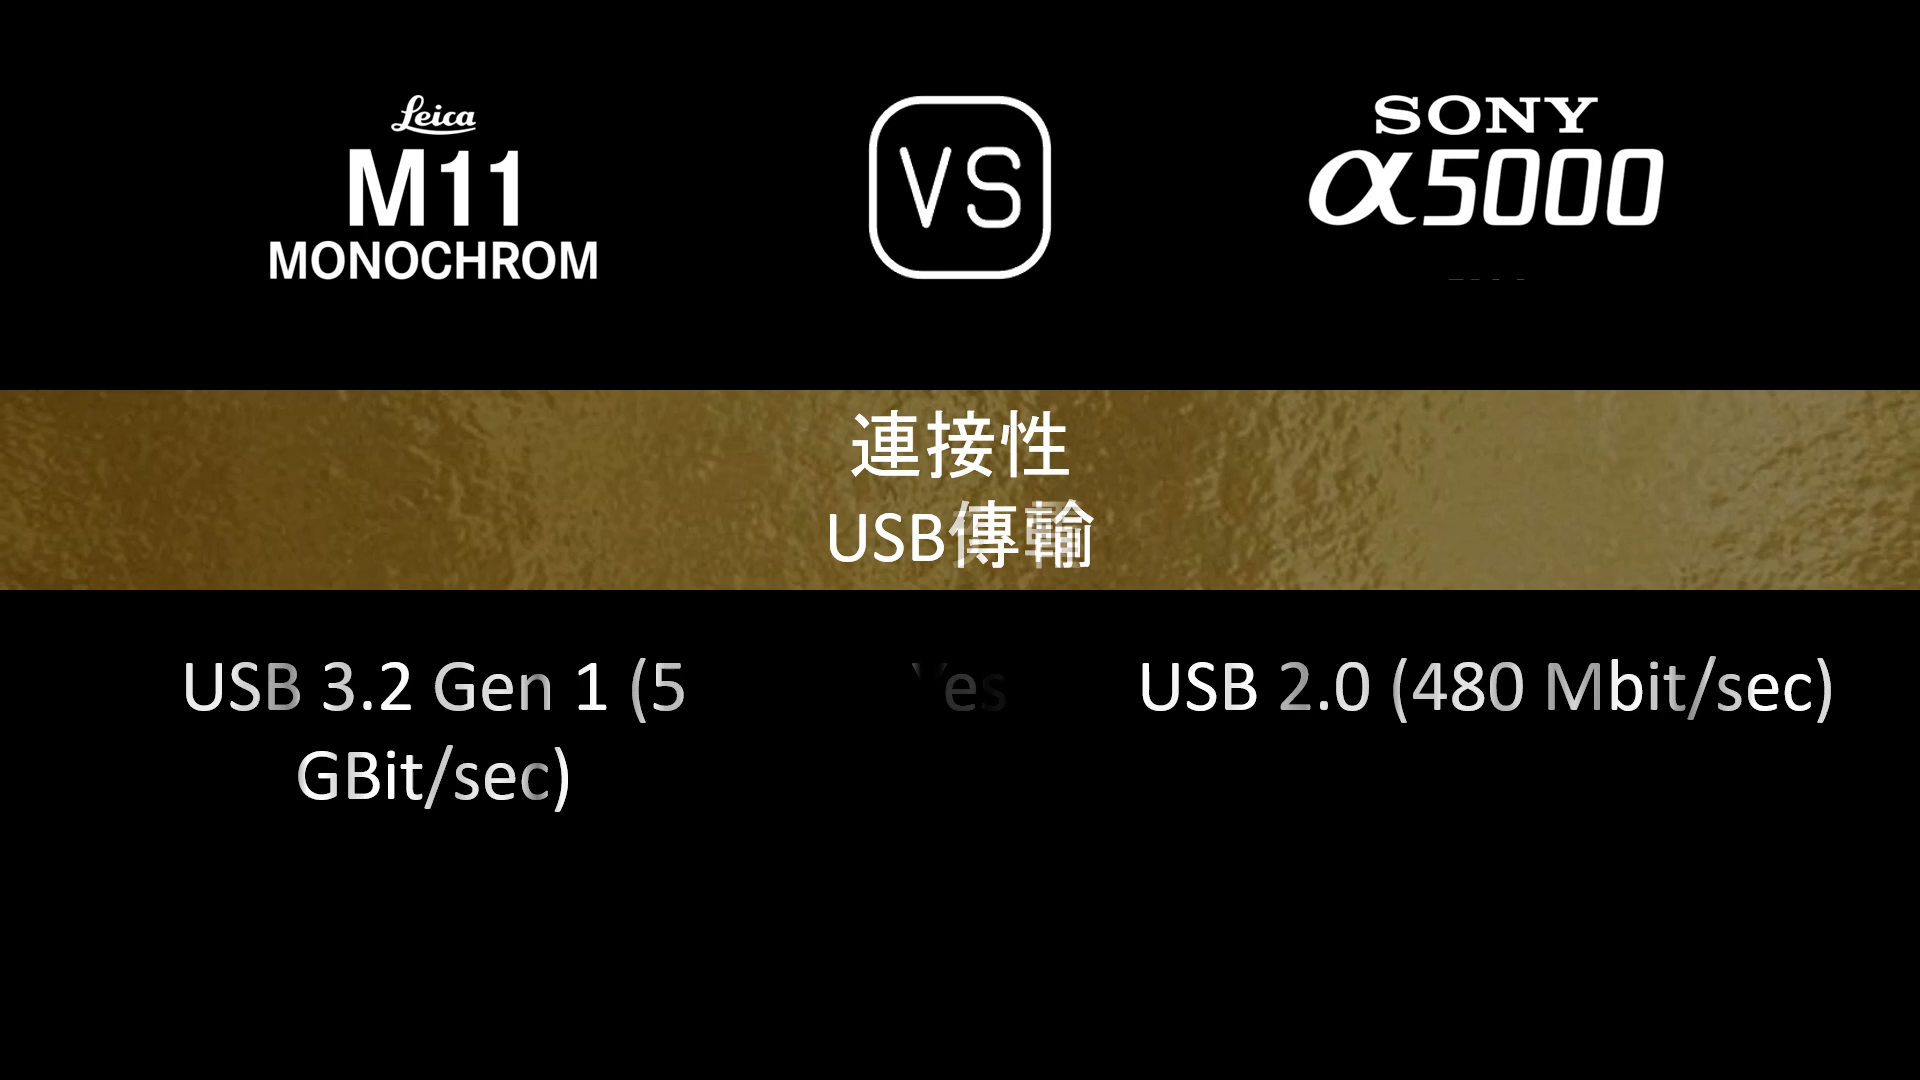 Leica
M11
MONOCHROM
VS
SONY
α5000
連接性
USB傳輸
USB 3.2 Gen 1 (5
GBit/sec)
Yes
USB 2.0 (480 Mbit/sec)